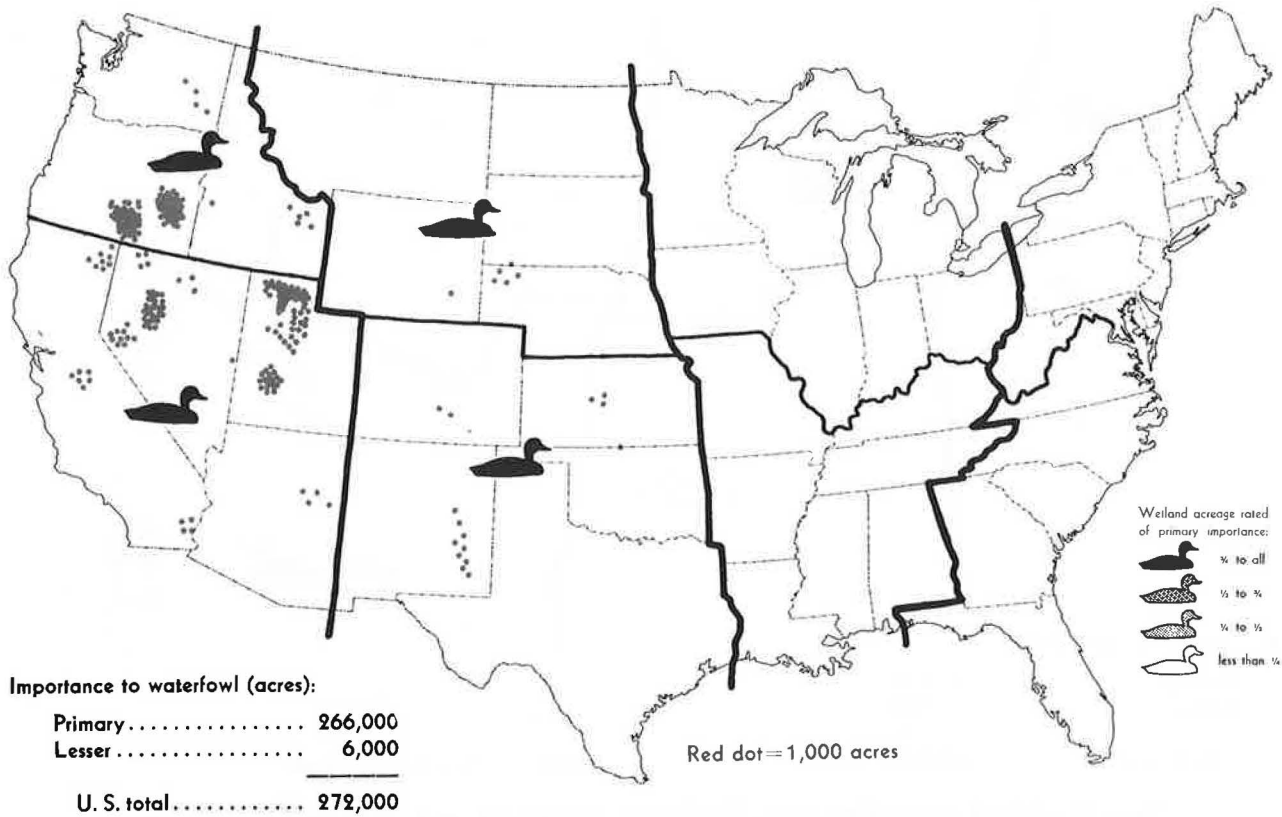 Wetland acreage rated
of primary importance:
¾ to all
½ to ¾
¼ to ½
less than ¼
Importance to waterfowl (acres):
Primary............... 266,000
Lesser................. 6,000
U. S. total............ 272,000
Red dot=1,000 acres